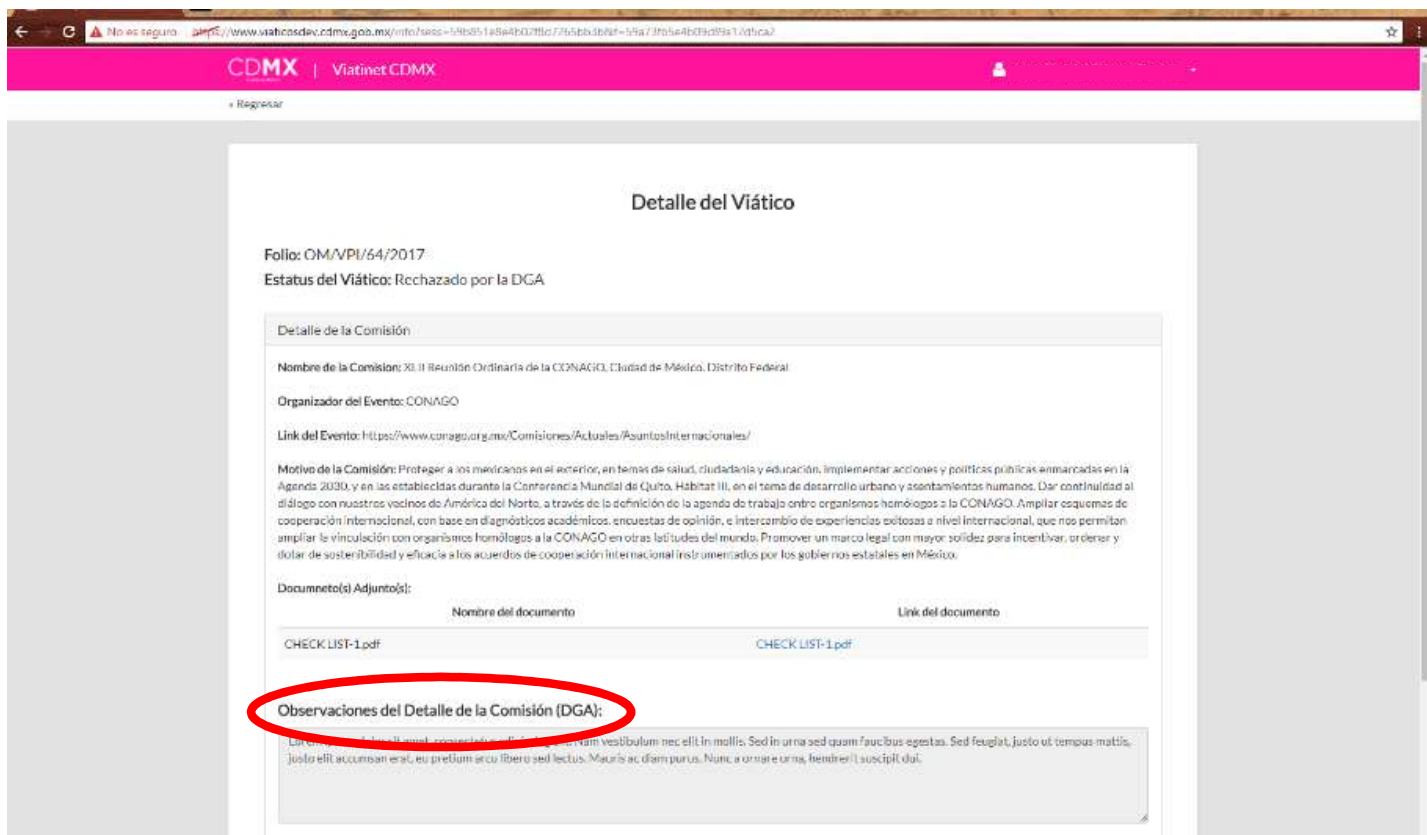 No es seguro https://www.viaticosdev.cdmx.gob.mx/info?sess=
CDMX | Viatinet CDMX
« Regresar
Detalle del Viático
Folio: OM/VPI/64/2017
Estatus del Viático: Rechazado por la DGA
Detalle de la Comisión
Nombre de la Comision: XLII Reunión Ordinaria de la CONAGO, Ciudad de México. Distrito Federal
Organizador del Evento: CONAGO
Link del Evento: https://www.conago.org.mx/Comisiones/Actuales/AsuntosInternacionales/
Motivo de la Comisión: Proteger a los mexicanos en el exterior, en temas de salud, ciudadania y educación. implementar acciones y políticas públicas enmarcadas en la
Agenda 2030, y en las establecidas durante la Conferencia Mundial de Quito. Hábitat III, en el tema de desarrollo urbano y asentamientos humanos. Dar continuidad al
diálogo con nuestros vecinos de América del Norte, a través de la definición de la agenda de trabajo entre organismos homólogos a la CONAGO. Ampliar esquemas de
cooperación internacional, con base en diagnósticos académicos, encuestas de opinión, e intercambio de experiencias exitosas a nivel internacional, que nos permitan
ampliar la vinculación con organismos homólogos a la CONAGO en otras latitudes del mundo. Promover un marco legal con mayor solidez para incentivar, ordenar y
dotar de sostenibilidad y eficacia a los acuerdos de cooperación internacional instrumentados por los gobiernos estatales en México.
Documneto(s) Adjunto(s):
Nombre del documento Link del documento
CHECK LIST-1.pdf CHECK LIST-1.pdf
Observaciones del Detalle de la Comisión (DGA):
Nam vestibulum nec elit in mollis. Sed in urna sed quam faucibus egestas. Sed feugiat, justo ut tempus mattis,
justo elit accumsan erat, eu pretium arcu libero sed lectus. Mauris ac diam purus. Nunc a ornare urna, hendrerit suscipit dui.